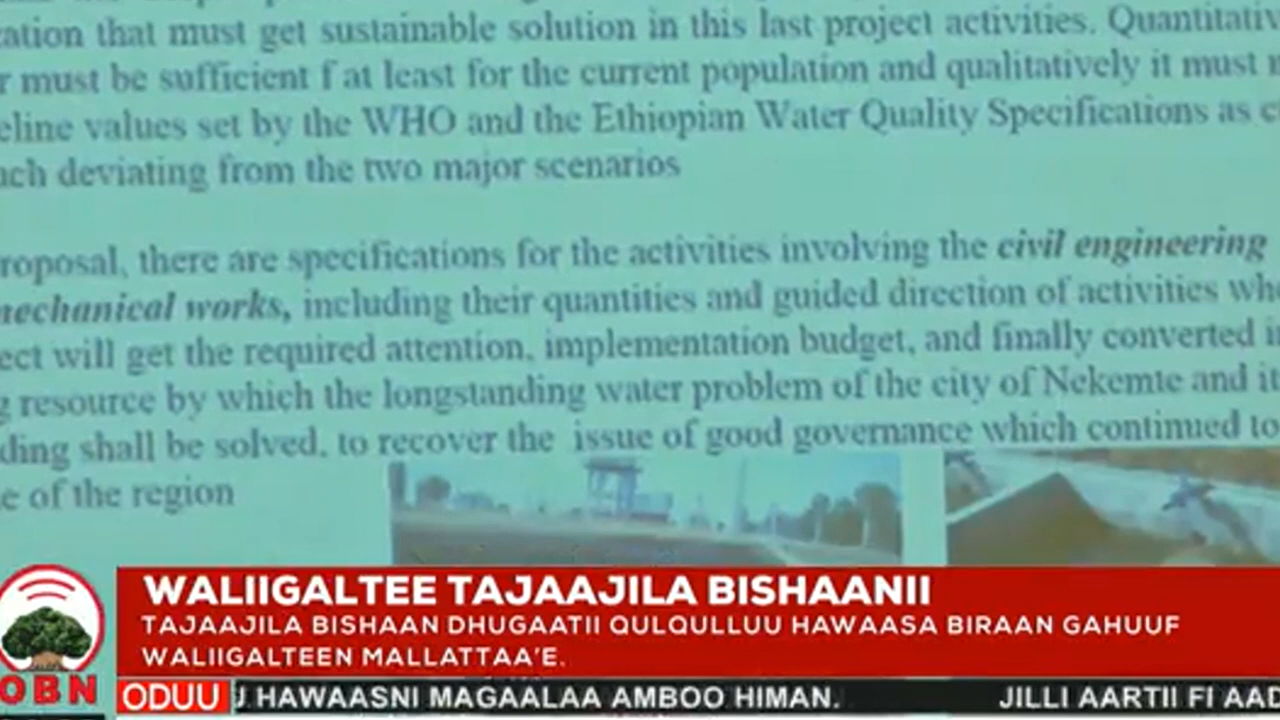 ation that must get sustainable solution in this last project activities. Quantitativ
r must be sufficient f at least for the current population and qualitatively it must
eline values set by the WHO and the Ethiopian Water Quality Specifications as
uch deviating from the two major scenarios
roposal, there are specifications for the activities involving the civil engineering
mechanical works, including their quantities and guided direction of activities
ect will get the required attention, implementation budget, and finally converted
g resource by which the longstanding water problem of the city of Nekemte and
ding shall be solved. to recover the issue of good governance which continued to
e of the region
WALIIGALTEE TAJAAJILA BISHAANII
TAJAAJILA BISHAAN DHUGAATII QULQULLUU HAWAASA BIRAAN GAHUUF
WALIIGALTEEN MALLATTAA'E.
OBN
ODUU HAWAASNI MAGAALAA AMBOO HIMAN. JILLI AARTII FI AAD